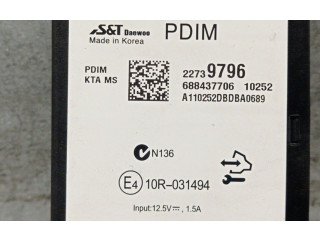 S&T Daewoo PDIM
Made in Korea
PDIM
KTA MS
22739796
688437706 10252
A110252DBDBA0689
N136
E4 10R-031494
Input:12.5V⎓, 1.5A